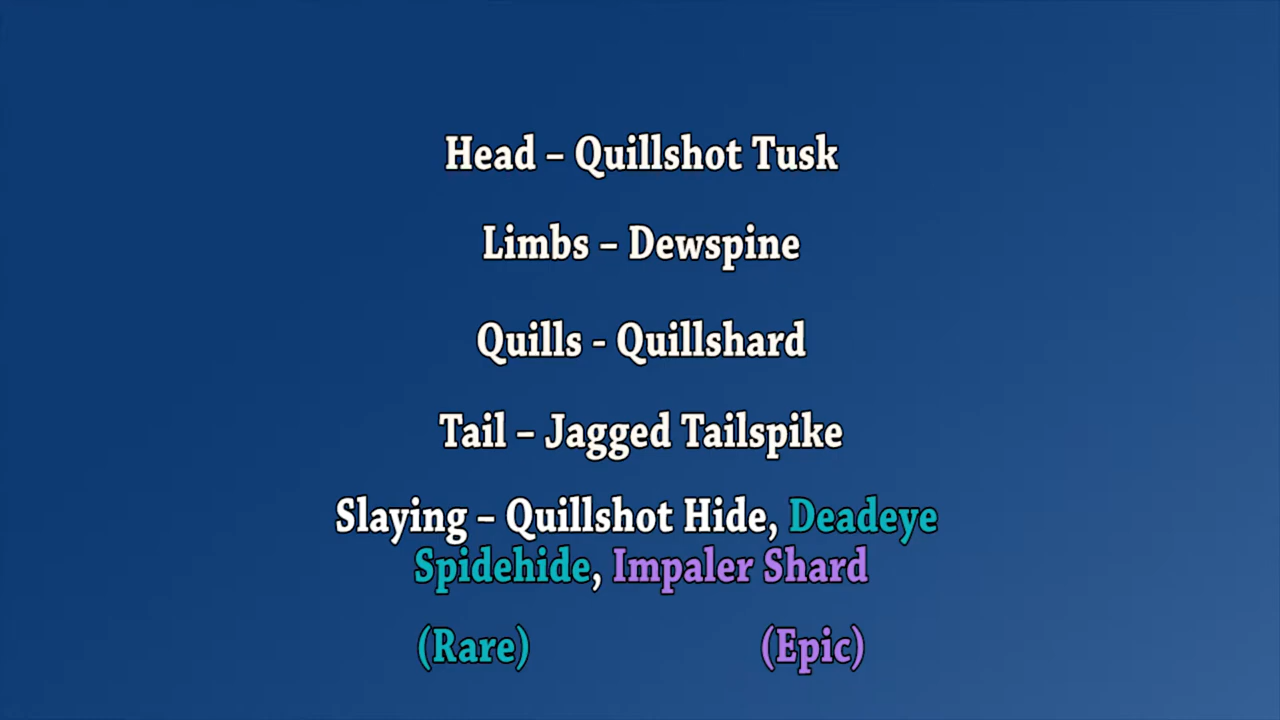 Head – Quillshot Tusk
Limbs – Dewspine
Quills - Quillshard
Tail – Jagged Tailspike
Slaying – Quillshot Hide, Deadeye
Spidehide, Impaler Shard
(Rare) (Epic)